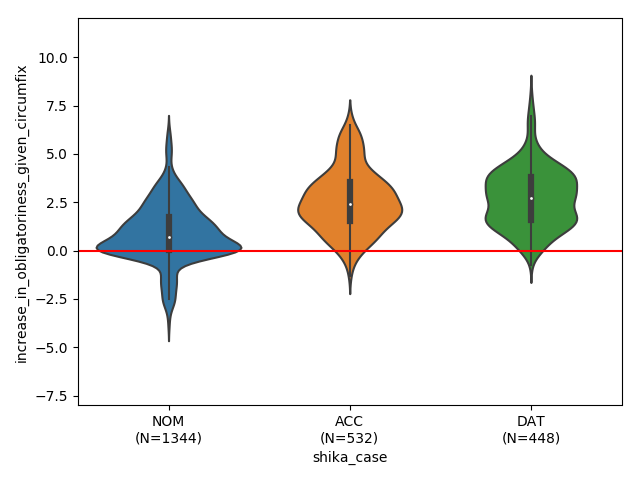 increase_in_obligatoriness_given_circumfix
10.0
7.5
5.0
2.5
0.0
−2.5
−5.0
−7.5
NOM
(N=1344)
ACC
(N=532)
DAT
(N=448)
shika_case